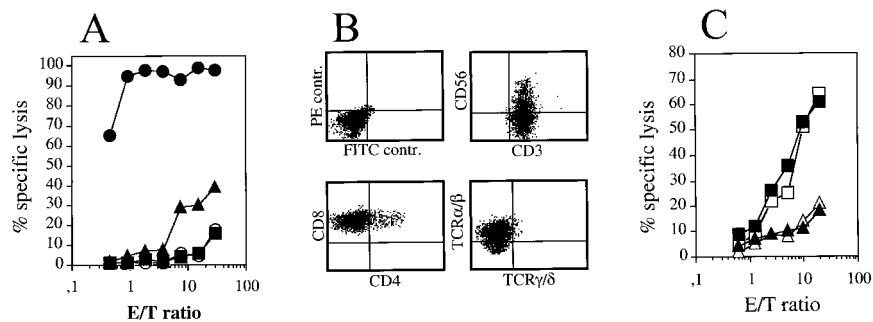 A
% specific lysis
100
90
80
70
60
50
40
30
20
10
0
,1
1
10
100
E/T ratio
B
PE contr.
FITC contr.
CD56
CD3
CD8
CD4
TCRα/β
TCRγ/δ
C
% specific lysis
80
70
60
50
40
30
20
10
0
,1
1
10
100
E/T ratio